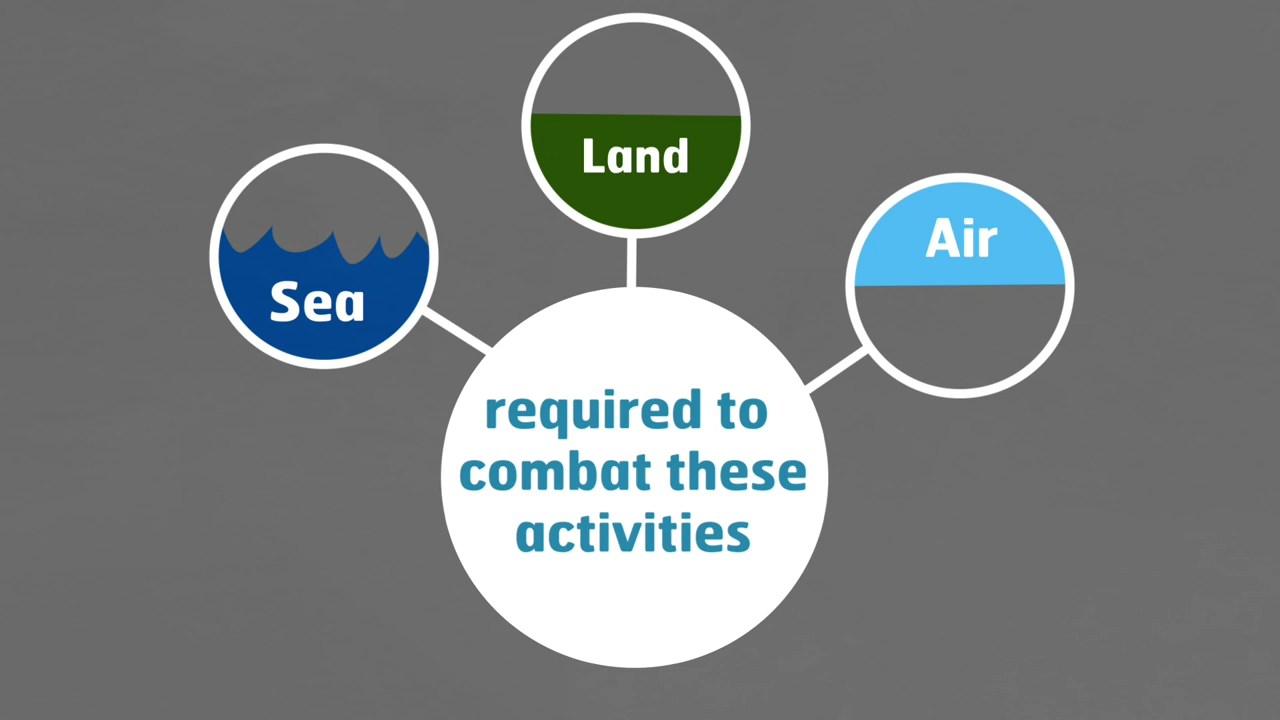 Land
Air
Sea
required to
combat these
activities